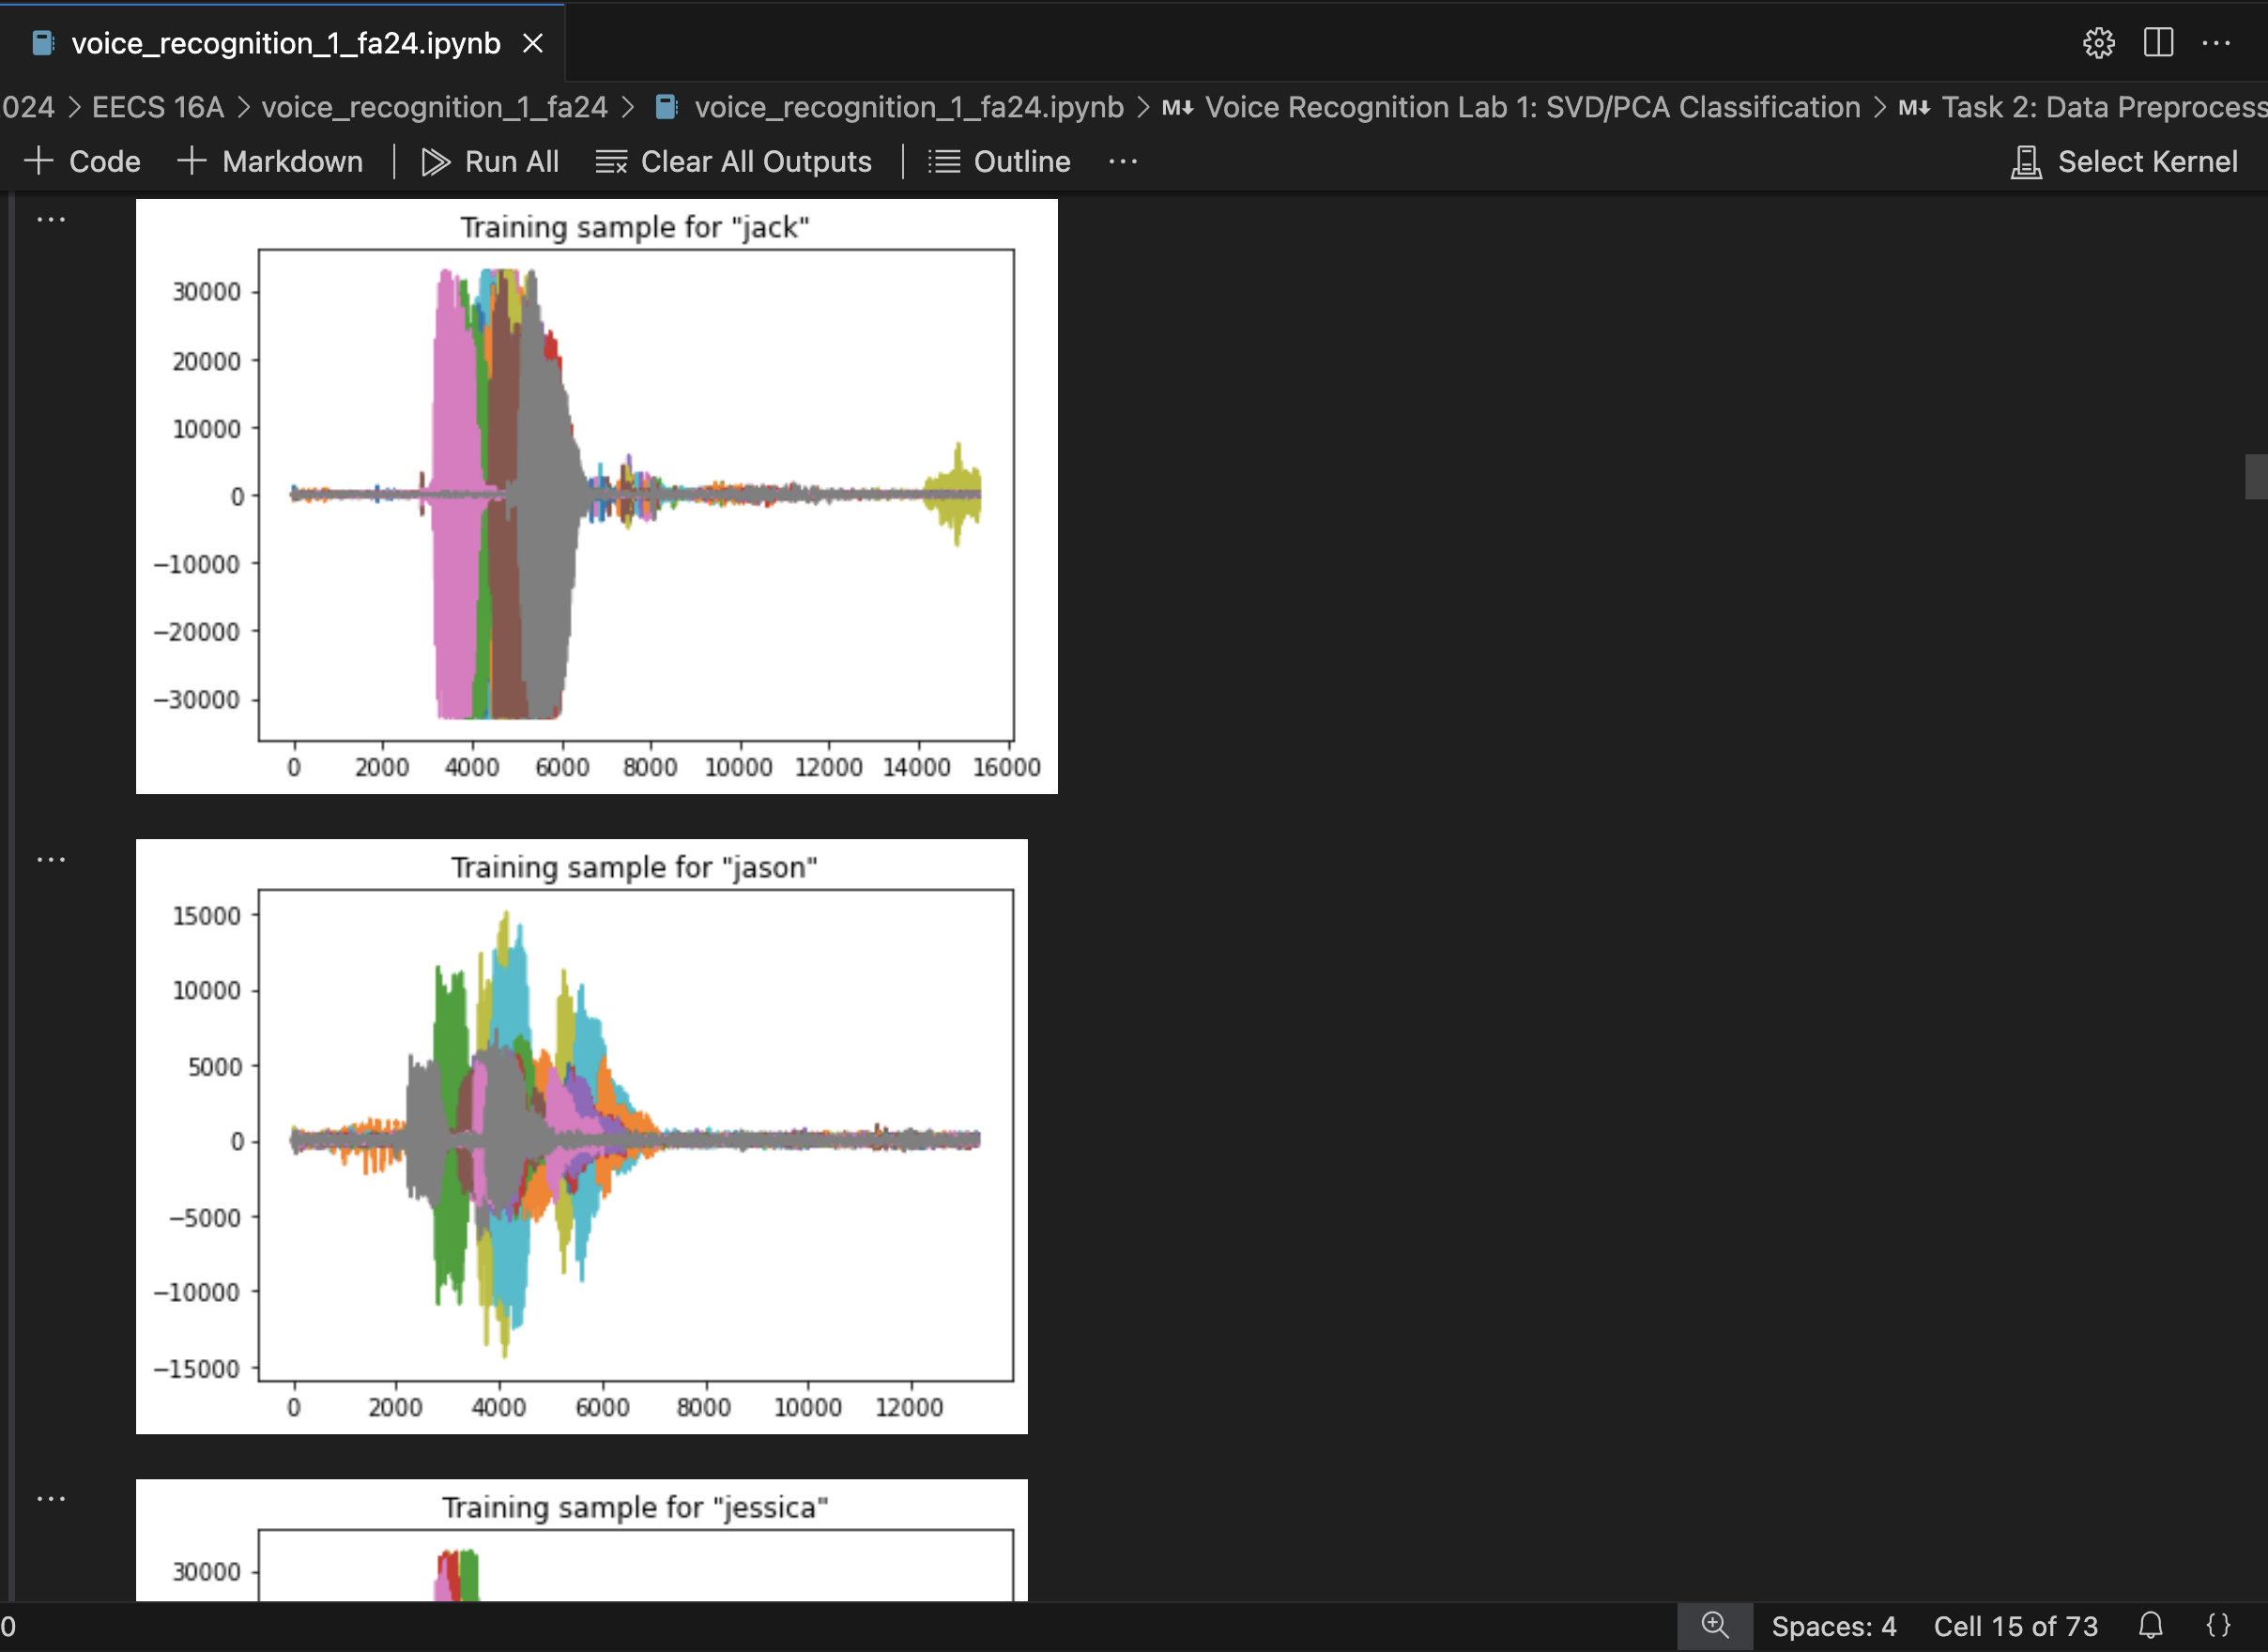 voice_recognition_1_fa24.ipynb
024 > EECS 16A > voice_recognition_1_fa24 > voice_recognition_1_fa24.ipynb > M↓ Voice Recognition Lab 1: SVD/PCA Classification > M↓ Task 2: Data Preprocess
+ Code + Markdown | Run All Clear All Outputs | Outline ... Select Kernel
Training sample for "jack"
30000
20000
10000
0
−10000
−20000
−30000
0 2000 4000 6000 8000 10000 12000 14000 16000
Training sample for "jason"
15000
10000
5000
0
−5000
−10000
−15000
0 2000 4000 6000 8000 10000 12000
Training sample for "jessica"
30000
0 Spaces: 4 Cell 15 of 73 {}